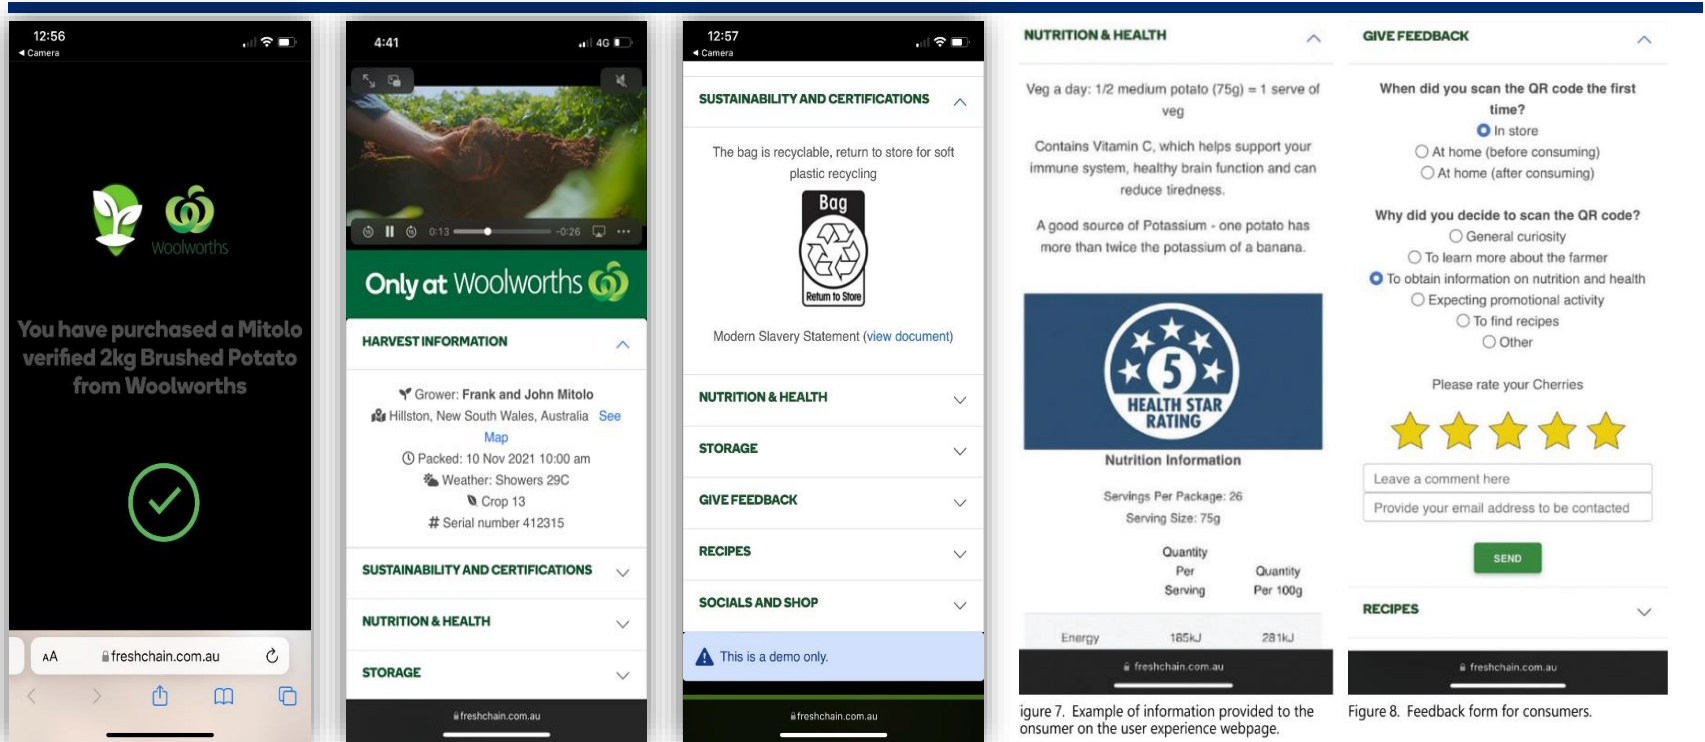 12:56
Camera
Woolworths
You have purchased a Mitolo
verified 2kg Brushed Potato
from Woolworths
AA
freshchain.com.au
4:41
4G
0:13
-0:26
Only at Woolworths
HARVEST INFORMATION
Grower: Frank and John Mitolo
Hillston, New South Wales, Australia See
Map
Packed: 10 Nov 2021 10:00 am
Weather: Showers 29C
Crop 13
# Serial number 412315
SUSTAINABILITY AND CERTIFICATIONS
NUTRITION & HEALTH
STORAGE
freshchain.com.au
12:57
Camera
SUSTAINABILITY AND CERTIFICATIONS
The bag is recyclable, return to store for soft
plastic recycling
Bag
Return to Store
Modern Slavery Statement (view document)
NUTRITION & HEALTH
STORAGE
GIVE FEEDBACK
RECIPES
SOCIALS AND SHOP
This is a demo only.
freshchain.com.au
NUTRITION & HEALTH
Veg a day: 1/2 medium potato (75g) = 1 serve of
veg
Contains Vitamin C, which helps support your
immune system, healthy brain function and can
reduce tiredness.
A good source of Potassium - one potato has
more than twice the potassium of a banana.
5
HEALTH STAR
RATING
Nutrition Information
Servings Per Package: 26
Serving Size: 75g
Quantity
Per
Serving
Quantity
Per 100g
Energy 185kJ 281kJ
freshchain.com.au
igure 7. Example of information provided to the
onsumer on the user experience webpage.
GIVE FEEDBACK
When did you scan the QR code the first
time?
In store
At home (before consuming)
At home (after consuming)
Why did you decide to scan the QR code?
General curiosity
To learn more about the farmer
To obtain information on nutrition and health
Expecting promotional activity
To find recipes
Other
Please rate your Cherries
Leave a comment here
Provide your email address to be contacted
SEND
RECIPES
freshchain.com.au
Figure 8. Feedback form for consumers.